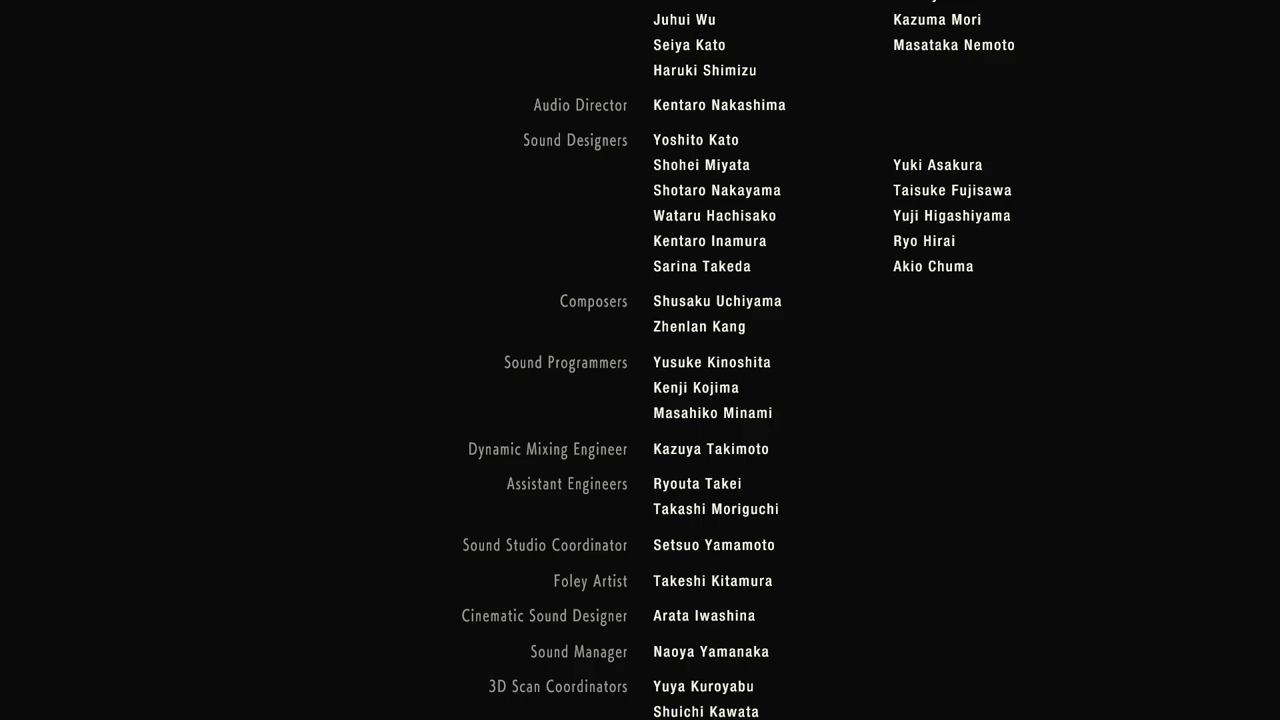 Juhui Wu Kazuma Mori
Seiya Kato Masataka Nemoto
Haruki Shimizu
Audio Director Kentaro Nakashima
Sound Designers Yoshito Kato
Shohei Miyata Yuki Asakura
Shotaro Nakayama Taisuke Fujisawa
Wataru Hachisako Yuji Higashiyama
Kentaro Inamura Ryo Hirai
Sarina Takeda Akio Chuma
Composers Shusaku Uchiyama
Zhenlan Kang
Sound Programmers Yusuke Kinoshita
Kenji Kojima
Masahiko Minami
Dynamic Mixing Engineer Kazuya Takimoto
Assistant Engineers Ryouta Takei
Takashi Moriguchi
Sound Studio Coordinator Setsuo Yamamoto
Foley Artist Takeshi Kitamura
Cinematic Sound Designer Arata Iwashina
Sound Manager Naoya Yamanaka
3D Scan Coordinators Yuya Kuroyabu
Shuichi Kawata